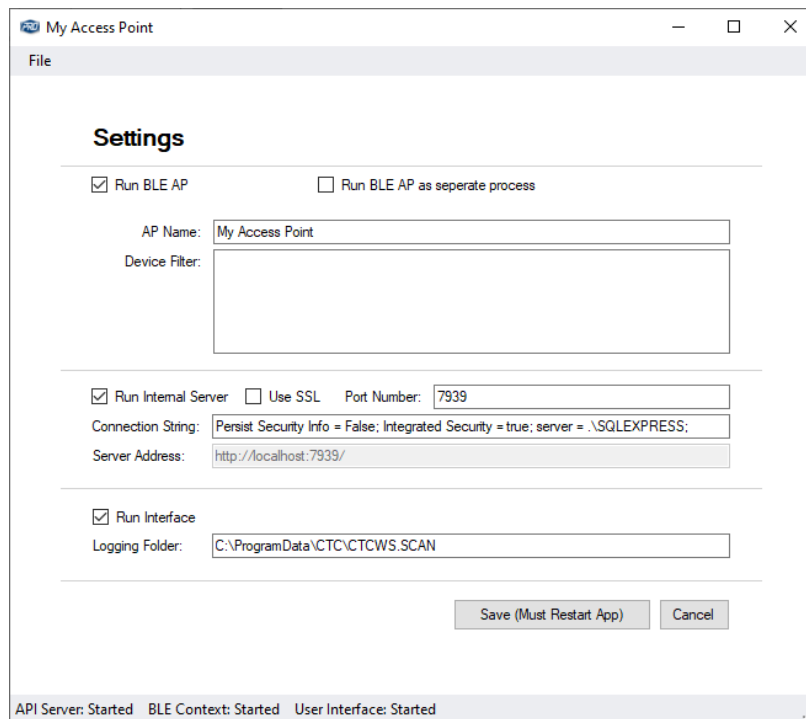 PRO My Access Point
File
Settings
Run BLE AP Run BLE AP as seperate process
AP Name: My Access Point
Device Filter:
Run Internal Server Use SSL Port Number: 7939
Connection String: Persist Security Info = False; Integrated Security = true; server = .\SQLEXPRESS;
Server Address: http://localhost:7939/
Run Interface
Logging Folder: C:\ProgramData\CTC\CTCWS.SCAN
Save (Must Restart App) Cancel
API Server: Started BLE Context: Started User Interface: Started